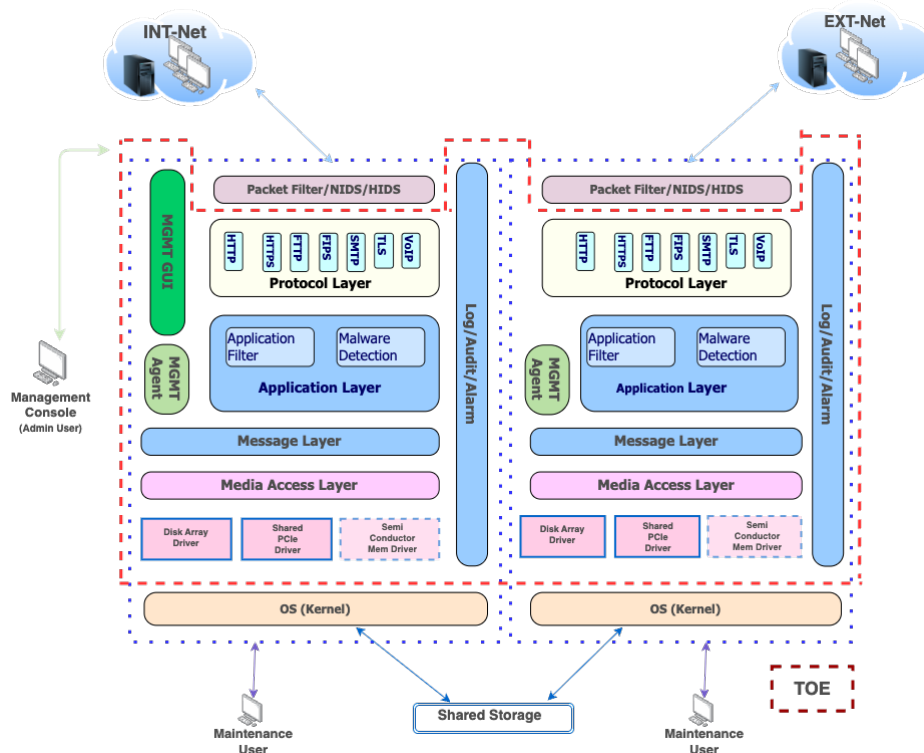 INT-Net
EXT-Net
Packet Filter/NIDS/HIDS
MGMT GUI
HTTP
HTTPS
FTTP
FIPS
SMTP
TLS
VoIP
Protocol Layer
Application
Filter
Malware
Detection
Application Layer
MGMT
Agent
Log/Audit/Alarm
Message Layer
Media Access Layer
Disk Array
Driver
Shared
PCIe
Driver
Semi
Conductor
Mem Driver
OS (Kernel)
Packet Filter/NIDS/HIDS
HTTP
HTTPS
FTTP
FIPS
SMTP
TLS
VoIP
Protocol Layer
Application
Filter
Malware
Detection
Application Layer
MGMT
Agent
Log/Audit/Alarm
Message Layer
Media Access Layer
Disk Array
Driver
Shared
PCIe
Driver
Semi
Conductor
Mem Driver
OS (Kernel)
Management
Console
(Admin User)
Maintenance
User
Shared Storage
Maintenance
User
TOE